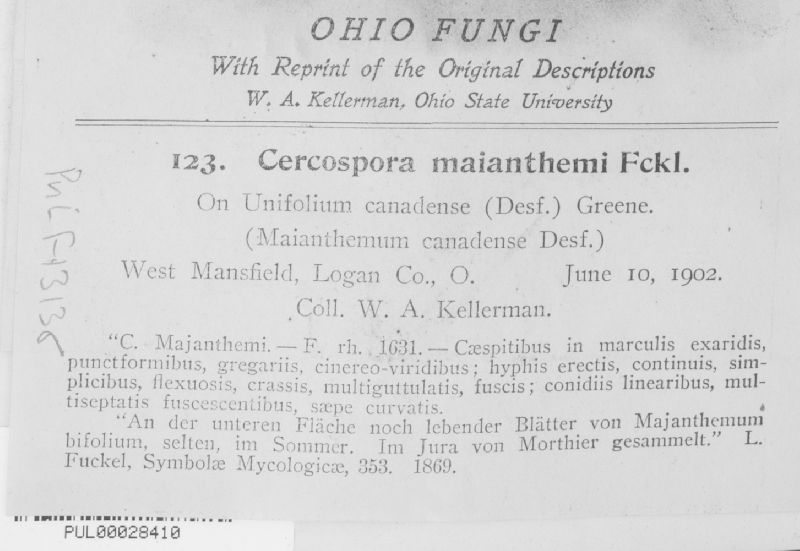 OHIO FUNGI
With Reprint of the Original Descriptions
W. A. Kellerman, Ohio State University
123. Cercospora maianthemi Fckl.
On Unifolium canadense (Desf.) Greene.
(Maianthemum canadense Desf.)
West Mansfield, Logan Co., O. June 10, 1902.
Coll. W. A. Kellerman.
"C. Majanthemi. — F. rh. 1631. — Cæspitibus in marculis exaridis,
punctformibus, gregariis, cinereo-viridibus; hyphis erectis, continuis, sim-
plicibus, flexuosis, crassis, multiguttulatis, fuscis; conidiis linearibus, mul-
tiseptatis fuscescentibus, sæpe curvatis.
"An der unteren Fläche noch lebender Blätter von Majanthemum
bifolium, selten, im Sommer. Im Jura von Morthier gesammelt." L.
Fuckel, Symbolæ Mycologicæ, 353. 1869.
Pul F13136
PUL00028410